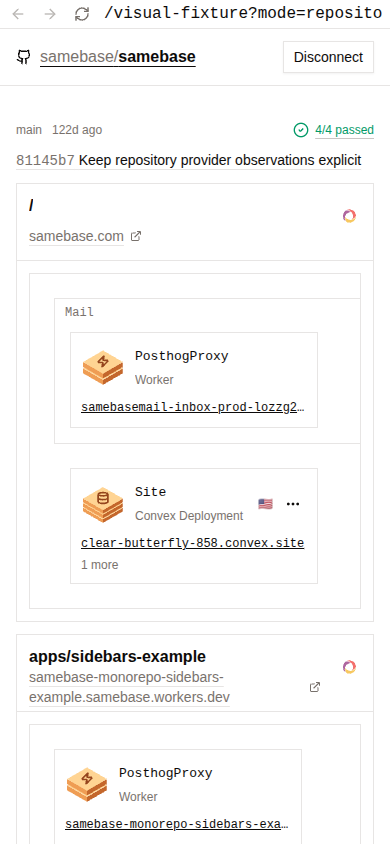 /visual-fixture?mode=reposito
samebase/samebase
Disconnect
main 122d ago
4/4 passed
81145b7 Keep repository provider observations explicit
/
samebase.com
Mail
PosthogProxy
Worker
samebasemail-inbox-prod-lozzg2…
Site
Convex Deployment
clear-butterfly-858.convex.site
1 more
apps/sidebars-example
samebase-monorepo-sidebars-
example.samebase.workers.dev
PosthogProxy
Worker
samebase-monorepo-sidebars-exa…